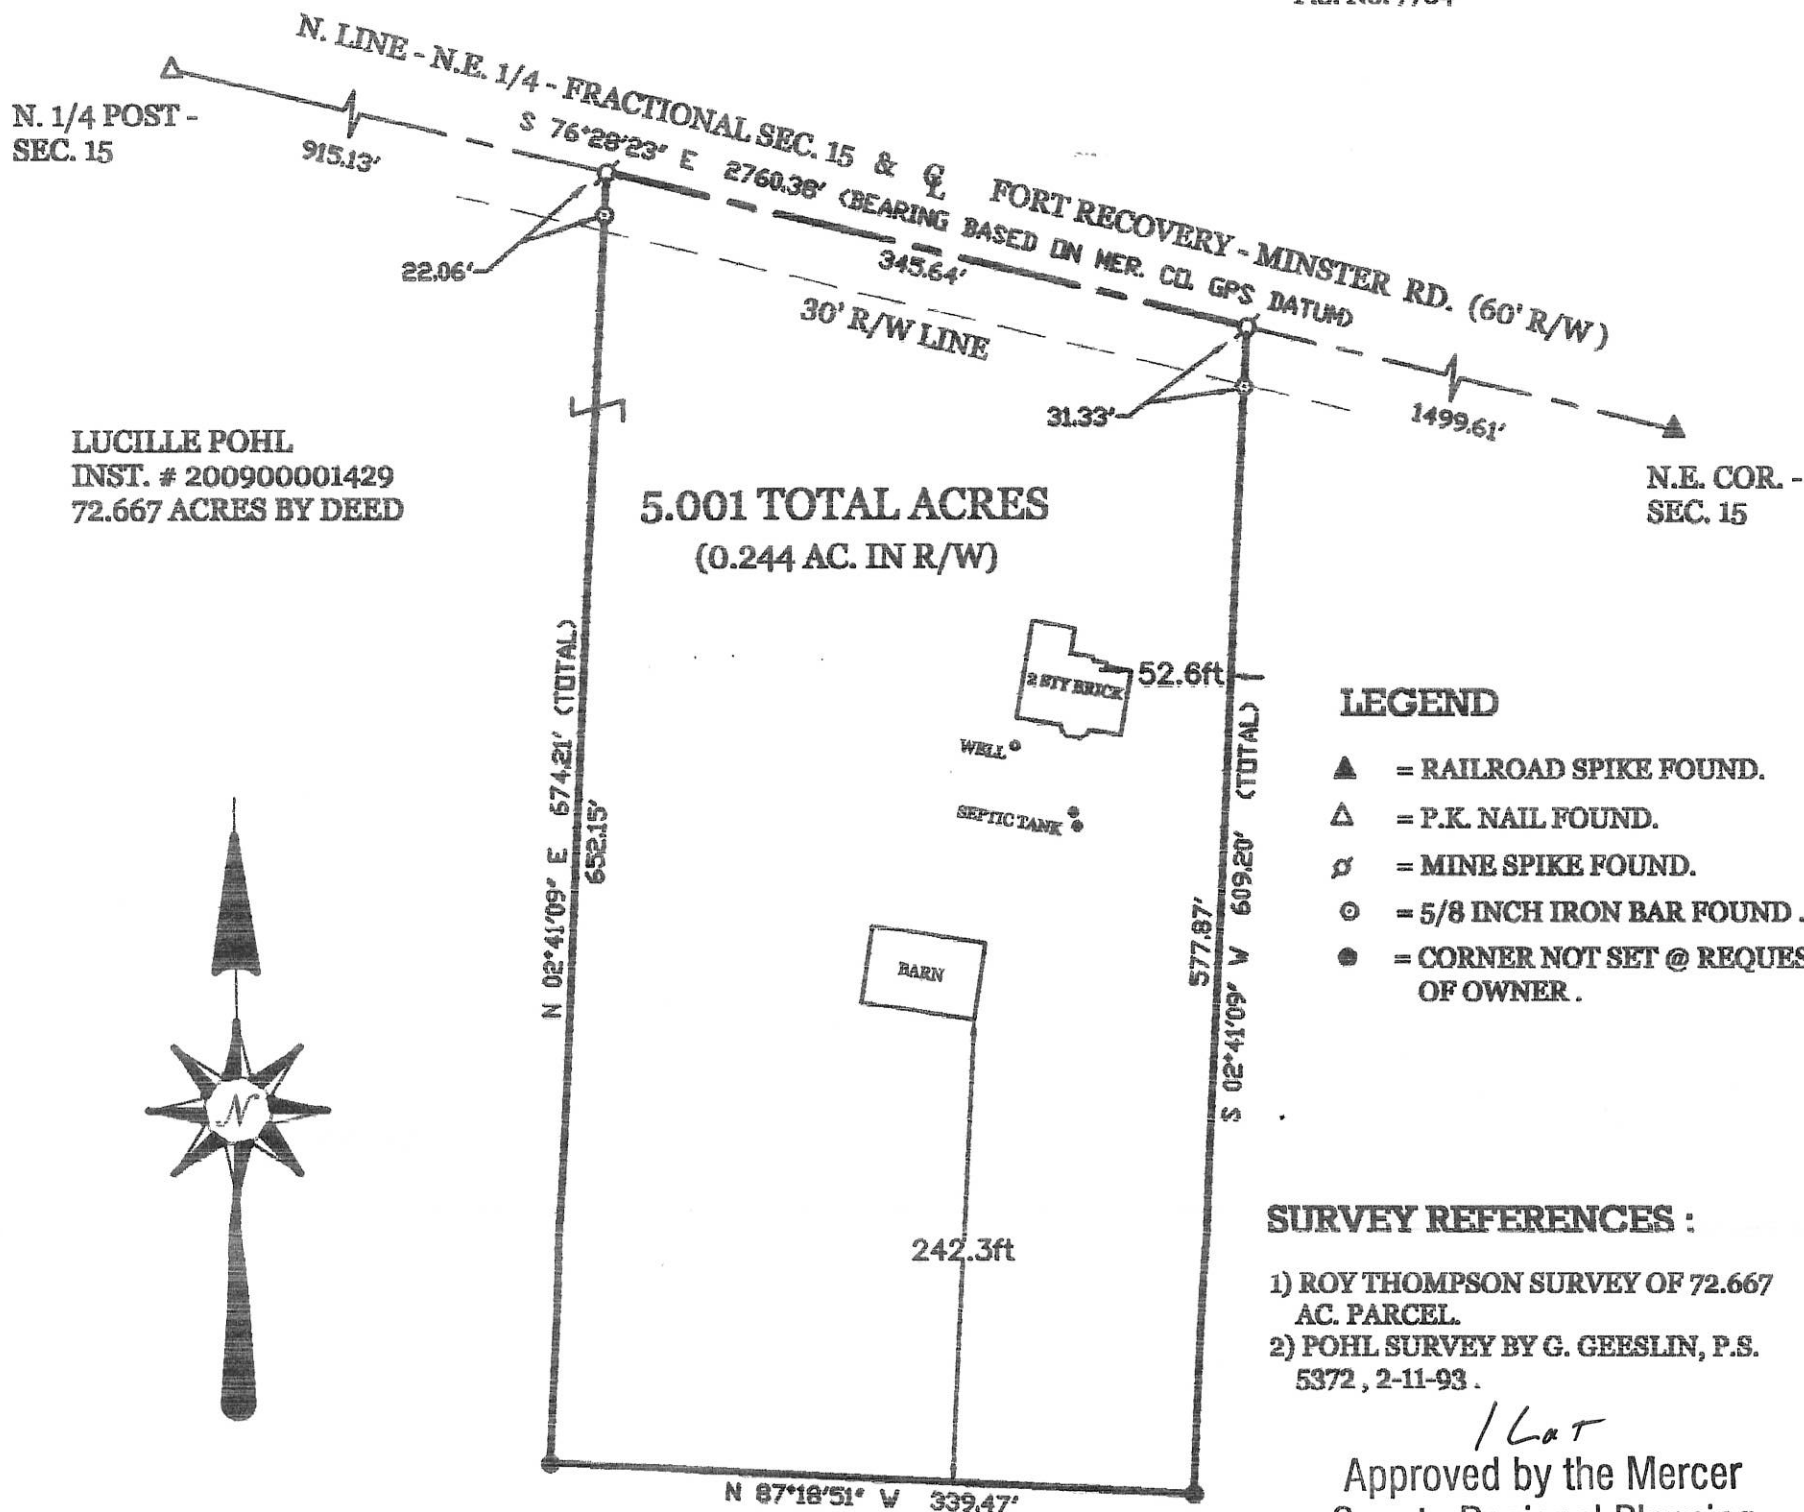 N. LINE - N.E. 1/4 - FRACTIONAL SEC. 15 & ℄ FORT RECOVERY - MINSTER RD. (60' R/W)
S 76°28'23" E 2760.38' (BEARING BASED ON MER. CO. GPS DATUM)
N. 1/4 POST -
SEC. 15
915.13'
345.64'
22.06'
30' R/W LINE
31.33'
1499.61'
N.E. COR. -
SEC. 15
LUCILLE POHL
INST. # 200900001429
72.667 ACRES BY DEED
5.001 TOTAL ACRES
(0.244 AC. IN R/W)
N 02°41'09" E 674.21' (TOTAL)
652.15'
2 STY BRICK
52.6ft
WELL
SEPTIC TANK
577.87'
S 02°41'09" W 609.20' (TOTAL)
BARN
242.3ft
N 87°18'51" W 339.47'
N
LEGEND
= RAILROAD SPIKE FOUND.
= P.K. NAIL FOUND.
= MINE SPIKE FOUND.
= 5/8 INCH IRON BAR FOUND .
= CORNER NOT SET @ REQUES
OF OWNER .
SURVEY REFERENCES :
1) ROY THOMPSON SURVEY OF 72.667
AC. PARCEL.
2) POHL SURVEY BY G. GEESLIN, P.S.
5372 , 2-11-93 .
1 Lot
Approved by the Mercer